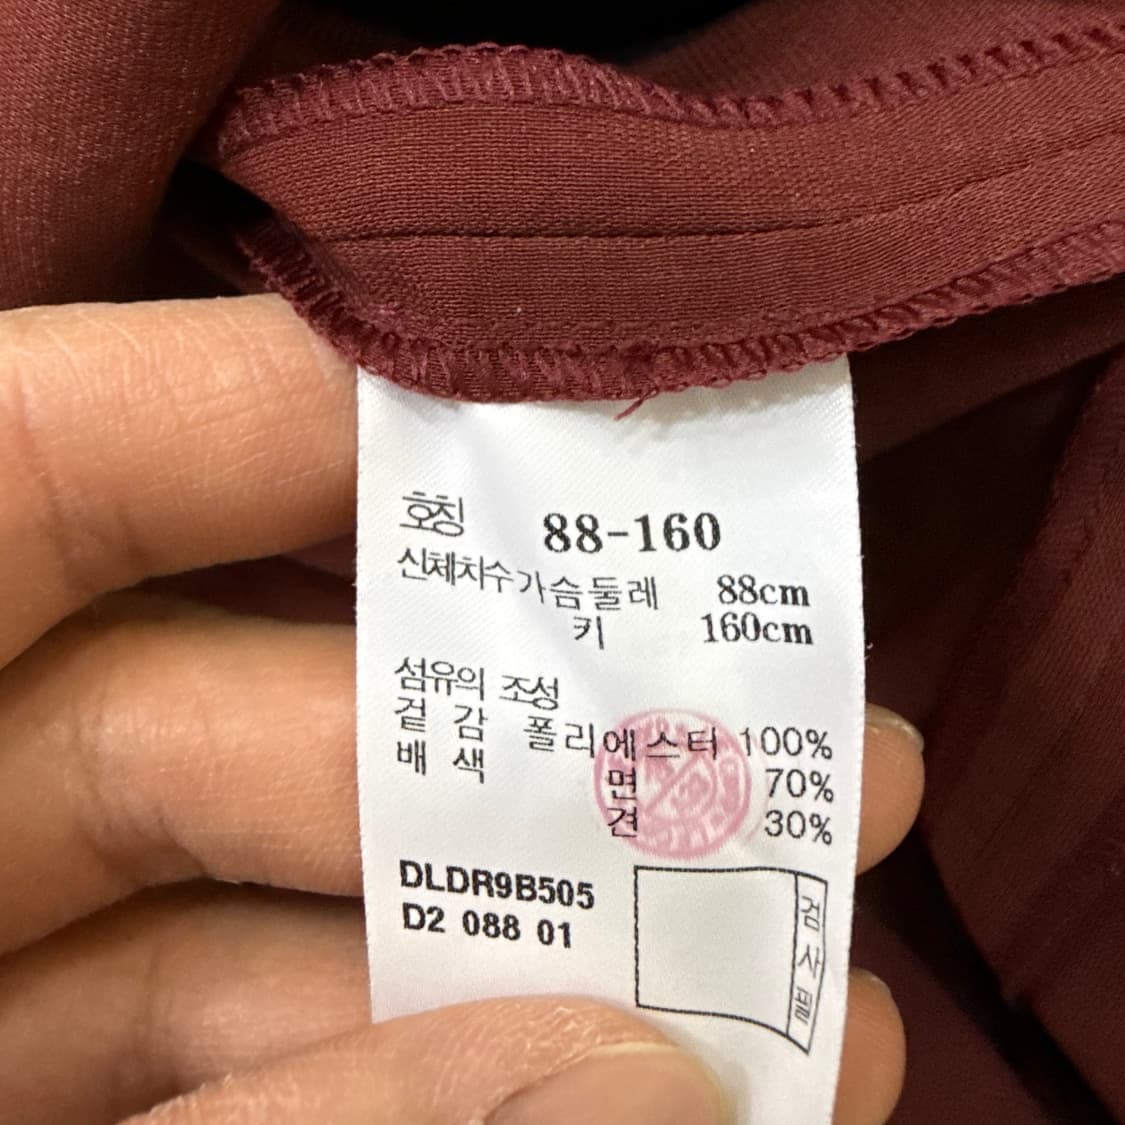 호칭 88-160
신체치수 가슴둘레 88cm
키 160cm
섬유의 조성
겉 감 폴리에스터 100%
배 색 면 70%
견 30%
DLDR9B505
D2 088 01
검사필